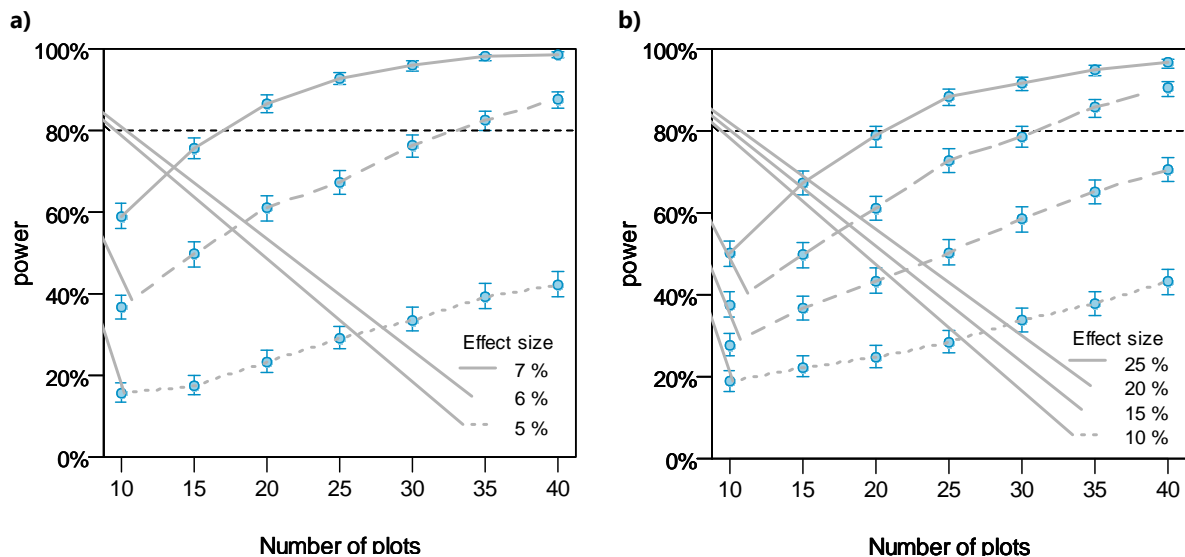 a)
100%
80%
60%
40%
20%
0%
power
10 15 20 25 30 35 40
Number of plots
Effect size
7 %
6 %
5 %
b)
100%
80%
60%
40%
20%
0%
power
10 15 20 25 30 35 40
Number of plots
Effect size
25 %
20 %
15 %
10 %